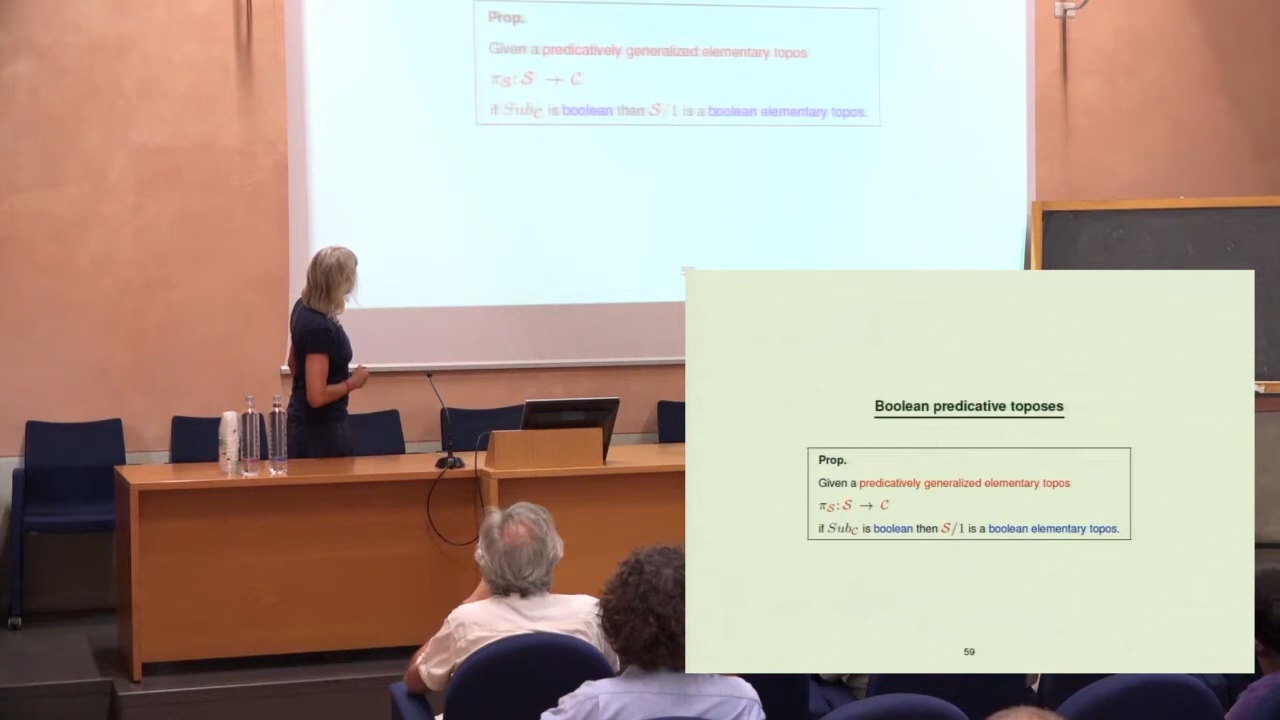 Prop.
Given a predicatively generalized elementary topos
π_S : S → C
if Sub_C is boolean then S/1 is a boolean elementary topos.
Boolean predicative toposes
Prop.
Given a predicatively generalized elementary topos
π_S : S → C
if Sub_C is boolean then S/1 is a boolean elementary topos.
59